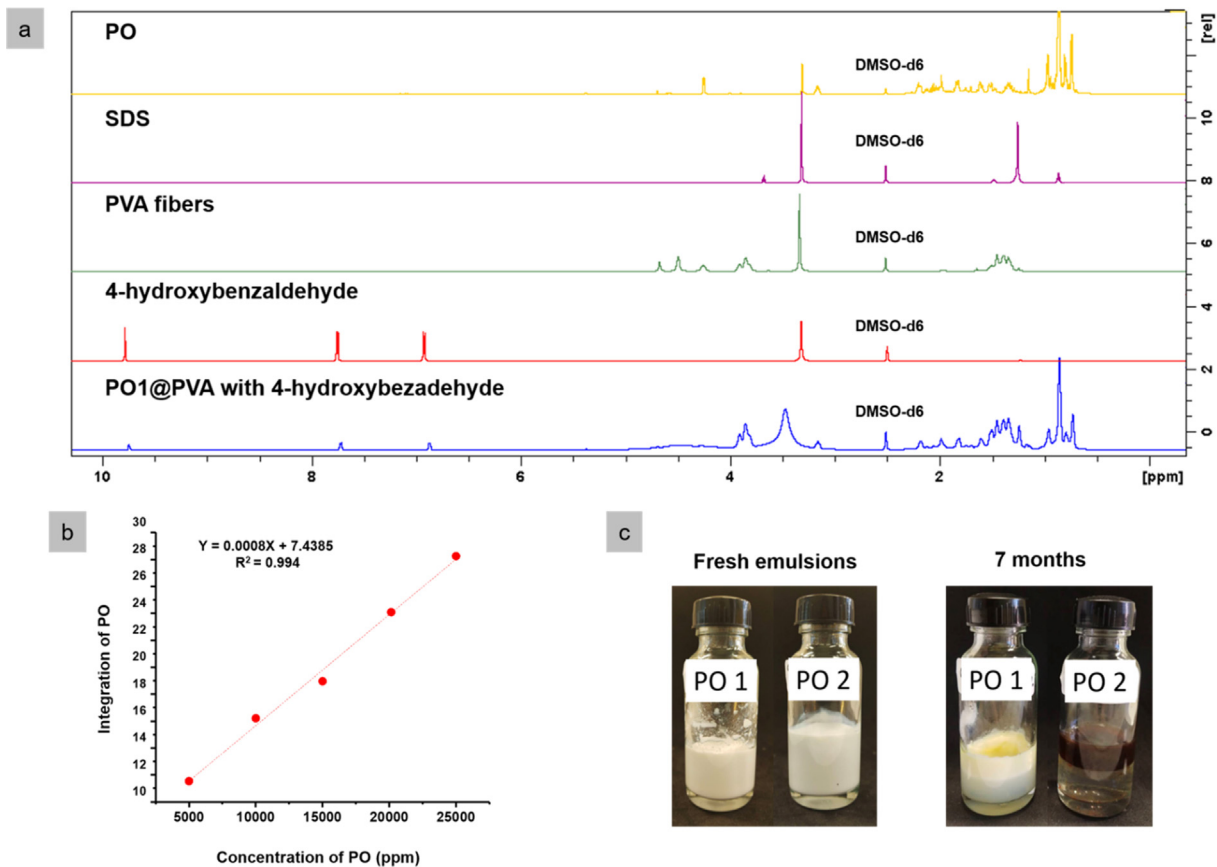 a
PO
DMSO-d6
SDS
DMSO-d6
PVA fibers
DMSO-d6
4-hydroxybenzaldehyde
DMSO-d6
PO1@PVA with 4-hydroxybezadehyde
DMSO-d6
[rel]
10
8
6
4
2
0
10 8 6 4 2 [ppm]
b
Y = 0.0008X + 7.4385
R² = 0.994
Integration of PO
30
28
26
24
22
20
18
16
14
12
10
5000 10000 15000 20000 25000
Concentration of PO (ppm)
c
Fresh emulsions
7 months
PO 1
PO 2
PO 1
PO 2